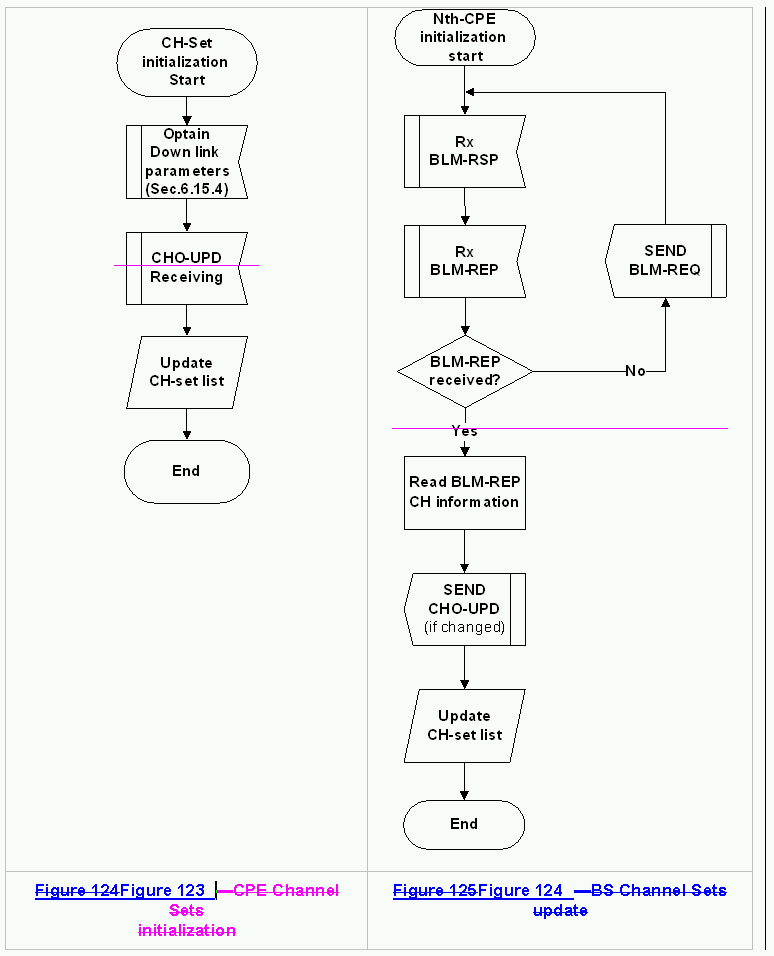 CH-Set
initialization
Start
Optain
Down link
parameters
(Sec.6.15.4)
CHO-UPD
Receiving
Update
CH-set list
End
Figure 124Figure 123 —CPE Channel
Sets
initialization
Nth-CPE
initialization
start
Rx
BLM-RSP
Rx
BLM-REP
SEND
BLM-REQ
BLM-REP
received?
No
Yes
Read BLM-REP
CH information
SEND
CHO-UPD
(if changed)
Update
CH-set list
End
Figure 125Figure 124 —BS Channel Sets
update